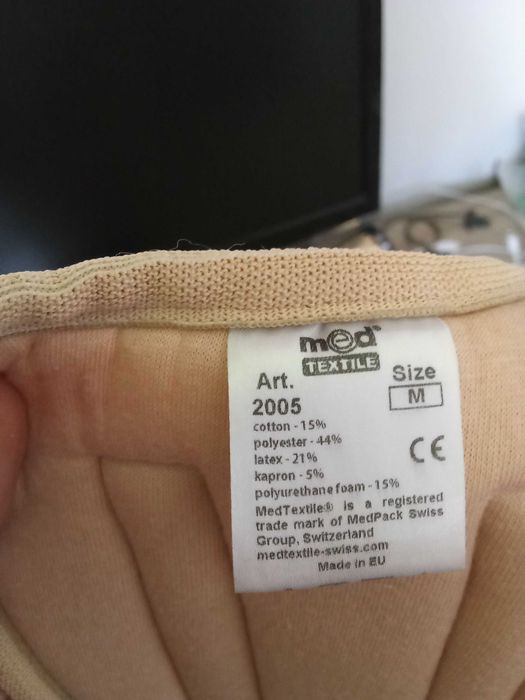 med®
TEXTILE
Art.
2005
Size
M
cotton - 15%
polyester - 44%
latex - 21%
kapron - 5%
polyurethane foam - 15%
CE
MedTextile® is a registered
trade mark of MedPack Swiss
Group, Switzerland
medtextile-swiss.com
Made in EU